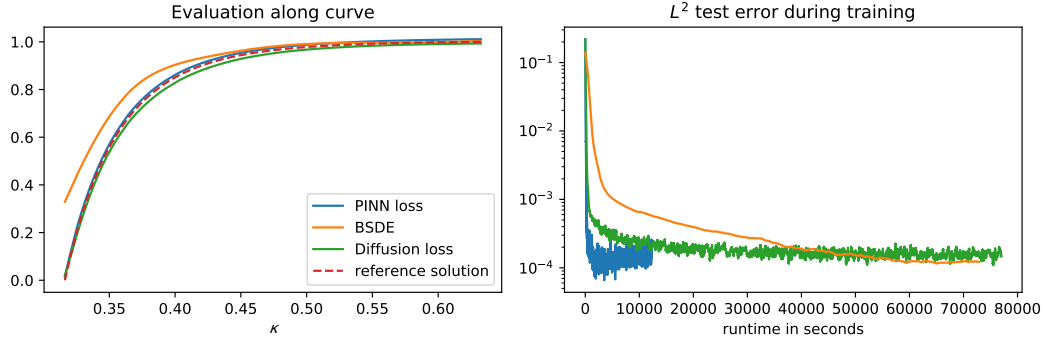 Evaluation along curve
1.0
0.8
0.6
0.4
0.2
0.0
0.35 0.40 0.45 0.50 0.55 0.60
κ
PINN loss
BSDE
Diffusion loss
reference solution
L² test error during training
10⁻¹
10⁻²
10⁻³
10⁻⁴
0 10000 20000 30000 40000 50000 60000 70000 80000
runtime in seconds